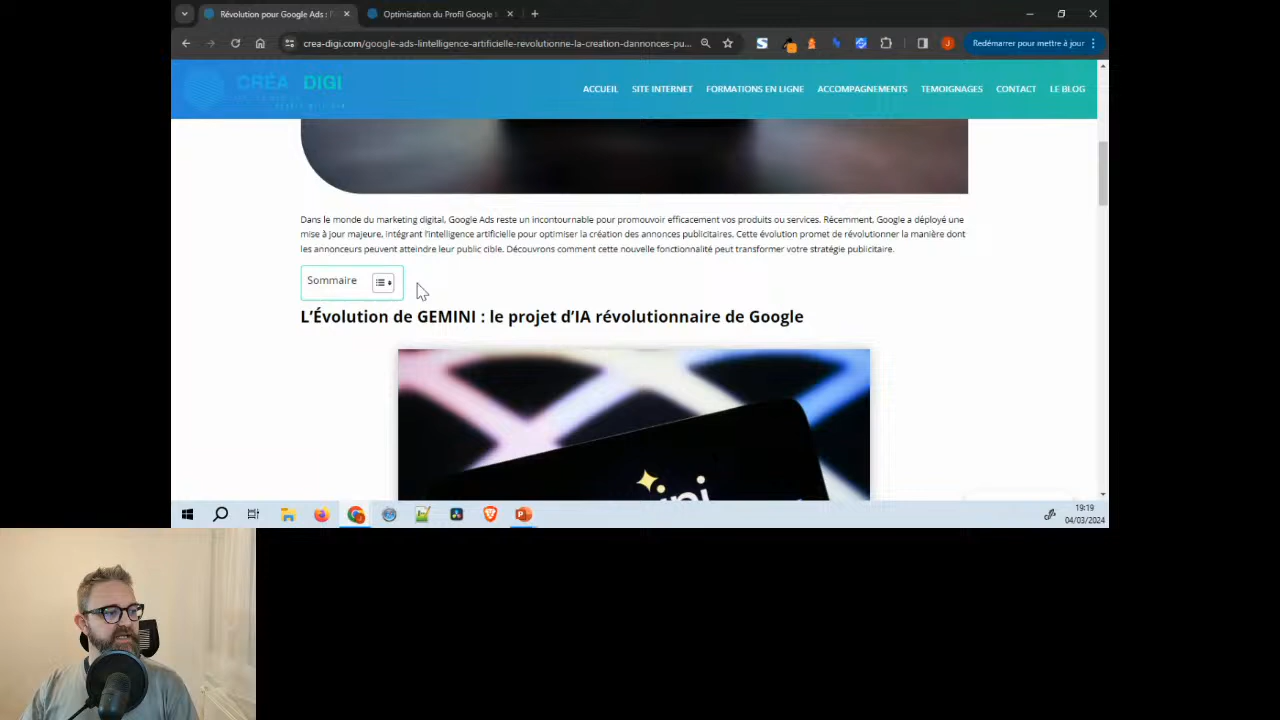 Révolution pour Google Ads :
Optimisation du Profil Google
crea-digi.com/google-ads-lintelligence-artificielle-revolutionne-la-creation-dannonces-pu...
Redémarrer pour mettre à jour
CRÉA DIGI
ACCUEIL
SITE INTERNET
FORMATIONS EN LIGNE
ACCOMPAGNEMENTS
TEMOIGNAGES
CONTACT
LE BLOG
Dans le monde du marketing digital, Google Ads reste un incontournable pour promouvoir efficacement vos produits ou services. Récemment, Google a déployé une
mise à jour majeure, intégrant l'intelligence artificielle pour optimiser la création des annonces publicitaires. Cette évolution promet de révolutionner la manière dont
les annonceurs peuvent atteindre leur public cible. Découvrons comment cette nouvelle fonctionnalité peut transformer votre stratégie publicitaire.
Sommaire
L'Évolution de GEMINI : le projet d'IA révolutionnaire de Google
19:19
04/03/2024